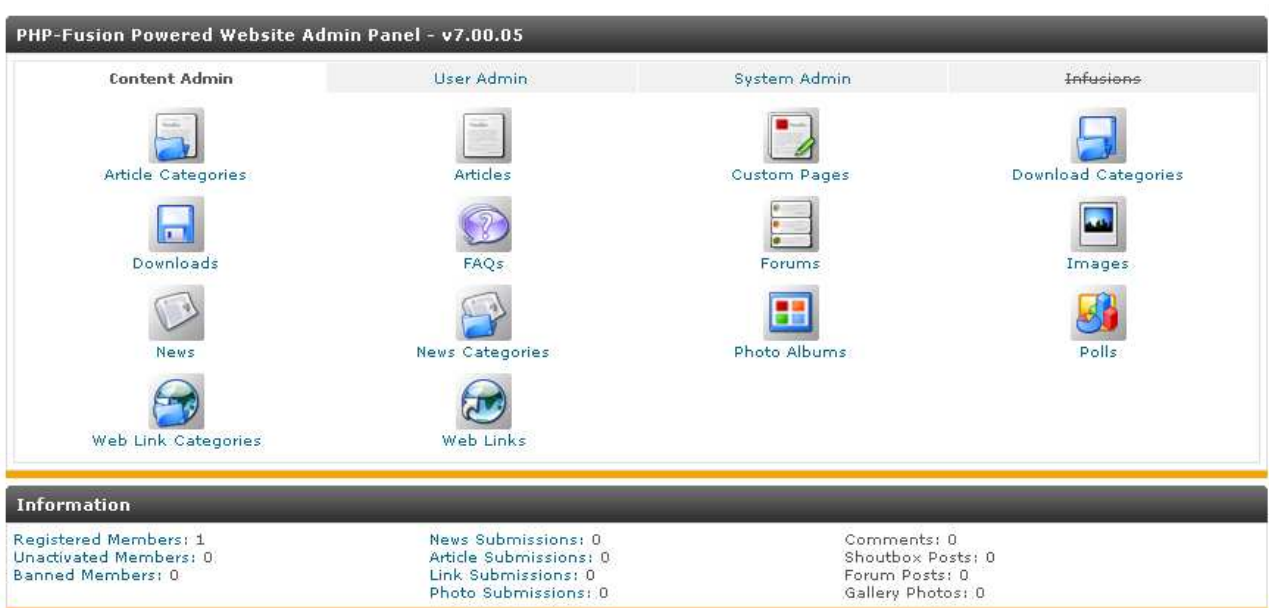 PHP-Fusion Powered Website Admin Panel - v7.00.05
Content Admin User Admin System Admin Infusions
Article Categories Articles Custom Pages Download Categories
Downloads FAQs Forums Images
News News Categories Photo Albums Polls
Web Link Categories Web Links
Information
Registered Members: 1 News Submissions: 0 Comments: 0
Unactivated Members: 0 Article Submissions: 0 Shoutbox Posts: 0
Banned Members: 0 Link Submissions: 0 Forum Posts: 0
Photo Submissions: 0 Gallery Photos: 0